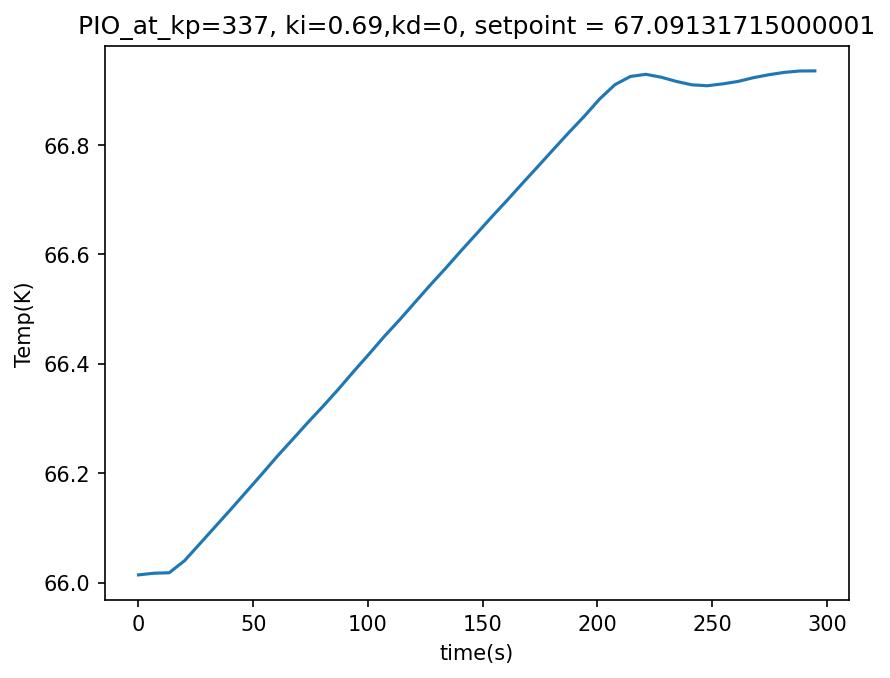 PIO_at_kp=337, ki=0.69,kd=0, setpoint = 67.09131715000001
66.8
66.6
66.4
66.2
66.0
Temp(K)
0 50 100 150 200 250 300
time(s)